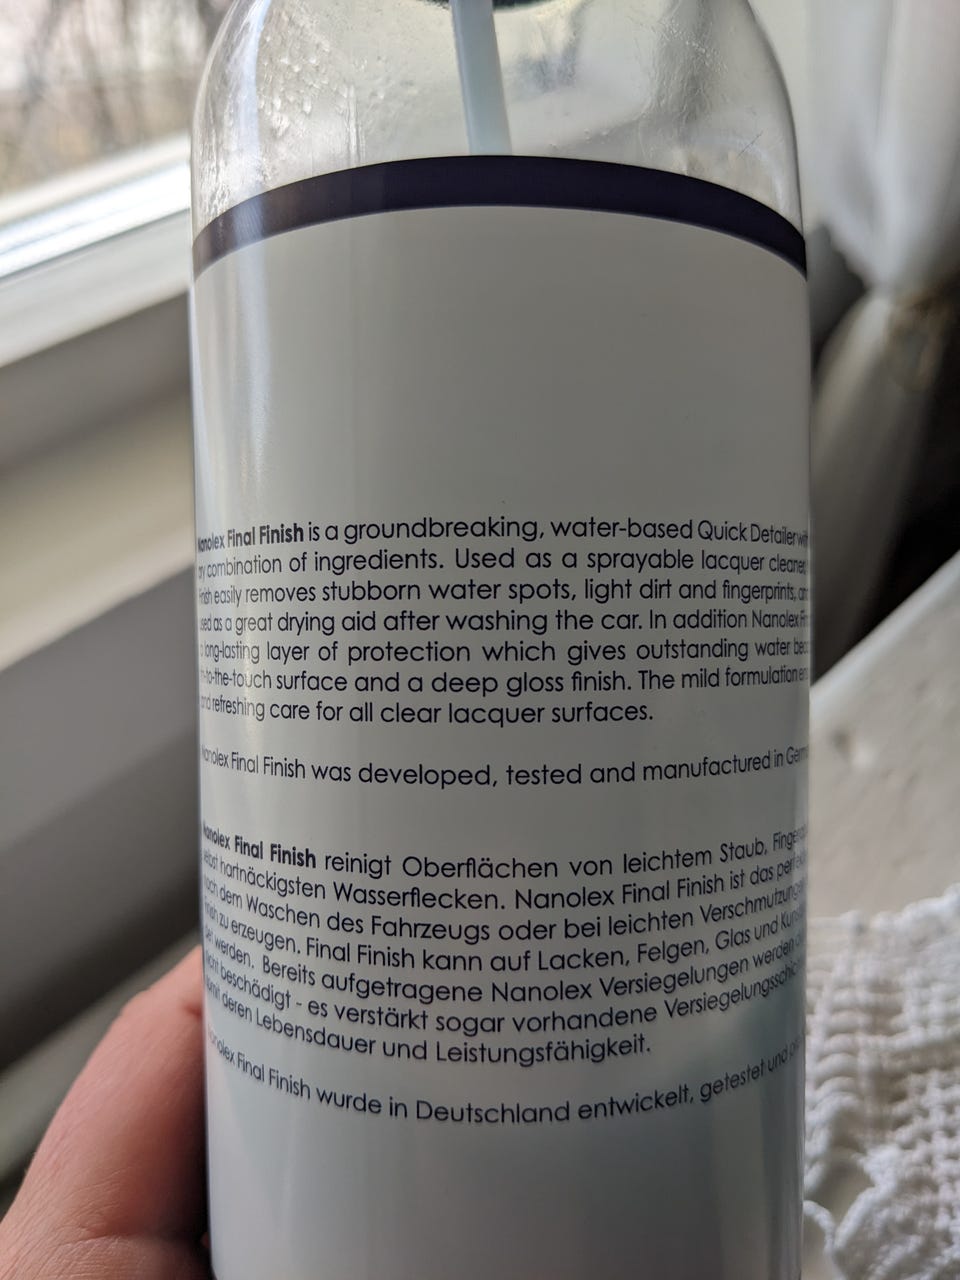 Nanolex Final Finish is a groundbreaking, water-based Quick Detailer
combination of ingredients. Used as a sprayable lacquer cleaner,
easily removes stubborn water spots, light dirt and fingerprints,
as a great drying aid after washing the car. In addition Nanolex
long-lasting layer of protection which gives outstanding water
-to-the-touch surface and a deep gloss finish. The mild formulation
and refreshing care for all clear lacquer surfaces.
Nanolex Final Finish was developed, tested and manufactured in
Nanolex Final Finish reinigt Oberflächen von leichtem Staub,
hartnäckigsten Wasserflecken. Nanolex Final Finish ist das
dem Waschen des Fahrzeugs oder bei leichten Verschmutzungen
zu erzeugen. Final Finish kann auf Lacken, Felgen, Glas und
werden. Bereits aufgetragene Nanolex Versiegelungen werden
beschädigt - es verstärkt sogar vorhandene
deren Lebensdauer und Leistungsfähigkeit.
Nanolex Final Finish wurde in Deutschland entwickelt, getestet und